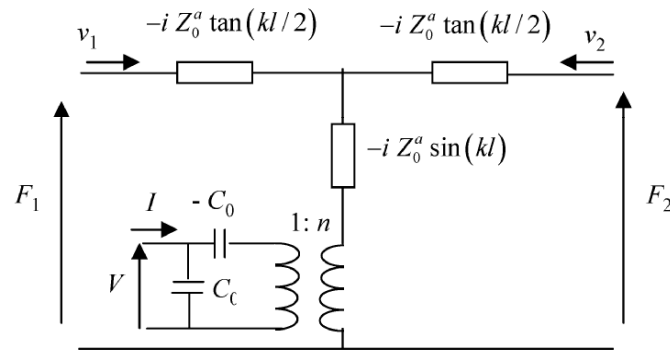 −i Z₀ᵃ tan(kl/2)
−i Z₀ᵃ tan(kl/2)
v₁
v₂
−i Z₀ᵃ sin(kl)
F₁
F₂
I
- C₀
1: n
V
C₀